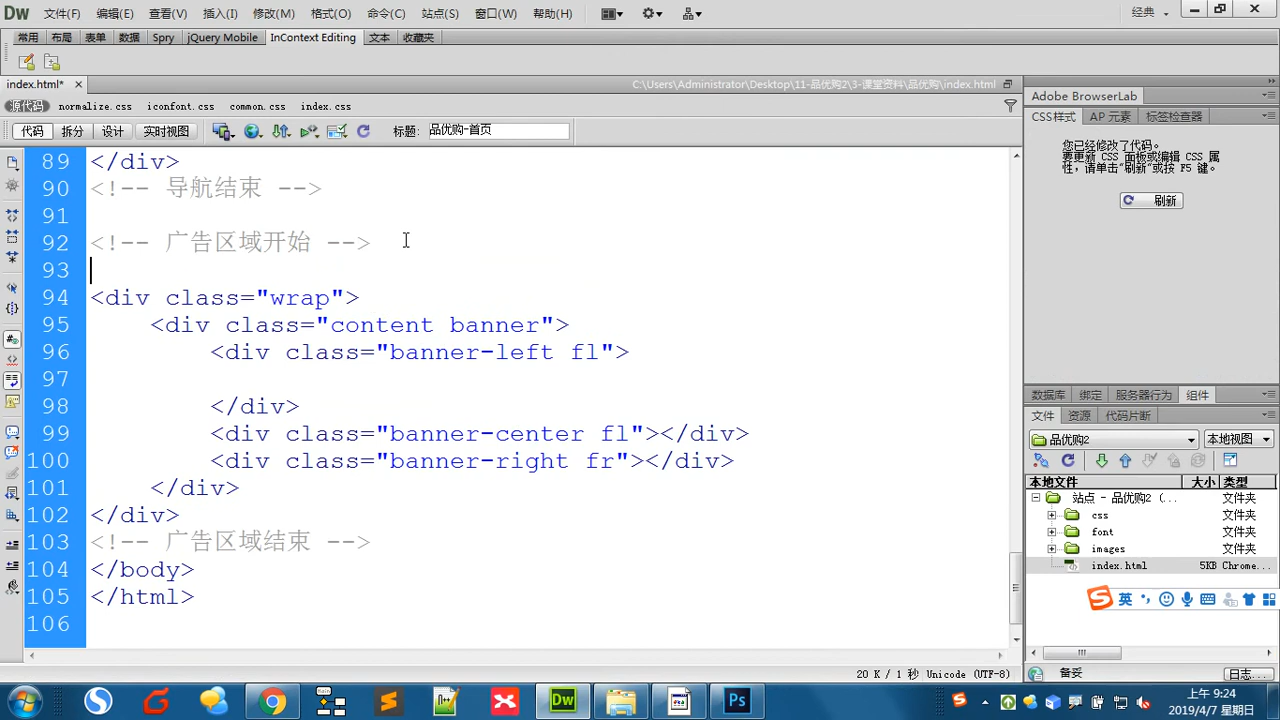 Dw 文件(F) 编辑(E) 查看(V) 插入(I) 修改(M) 格式(O) 命令(C) 站点(S) 窗口(W) 帮助(H) 经典
常用 布局 表单 数据 Spry jQuery Mobile InContext Editing 文本 收藏夹
index.html* C:\Users\Administrator\Desktop\11-品优购2\3-课堂资料\品优购\index.html
源代码 normalize.css iconfont.css common.css index.css
代码 拆分 设计 实时视图 标题: 品优购-首页
89 </div>
90 <!-- 导航结束 -->
91
92 <!-- 广告区域开始 -->
93
94 <div class="wrap">
95 <div class="content banner">
96 <div class="banner-left fl">
97
98 </div>
99 <div class="banner-center fl"></div>
100 <div class="banner-right fr"></div>
101 </div>
102 </div>
103 <!-- 广告区域结束 -->
104 </body>
105 </html>
106
20 K / 1 秒 Unicode (UTF-8)
Adobe BrowserLab
CSS样式 AP 元素 标签检查器
您已经修改了代码。
要更新 CSS 面板或编辑 CSS 属
性，请单击“刷新”或按 F5 键。
刷新
数据库 绑定 服务器行为 组件
文件 资源 代码片断
品优购2 本地视图
本地文件 大小 类型
站点 - 品优购2 (... 文件夹
css 文件夹
font 文件夹
images 文件夹
index.html 5KB Chrome...
英
备妥 日志...
Dw Ps
上午 9:24
2019/4/7 星期日